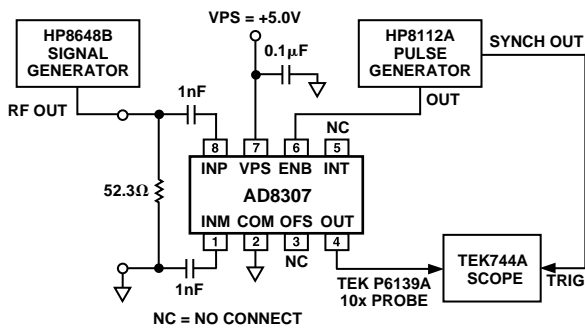 VPS = +5.0V
HP8648B
SIGNAL
GENERATOR
HP8112A
PULSE
GENERATOR
SYNCH OUT
0.1μF
OUT
RF OUT
1nF
NC
8
7
6
5
INP
VPS
ENB
INT
AD8307
52.3Ω
INM
COM
OFS
OUT
1
2
3
4
NC
1nF
TEK P6139A
10x PROBE
TEK744A
SCOPE
TRIG
NC = NO CONNECT